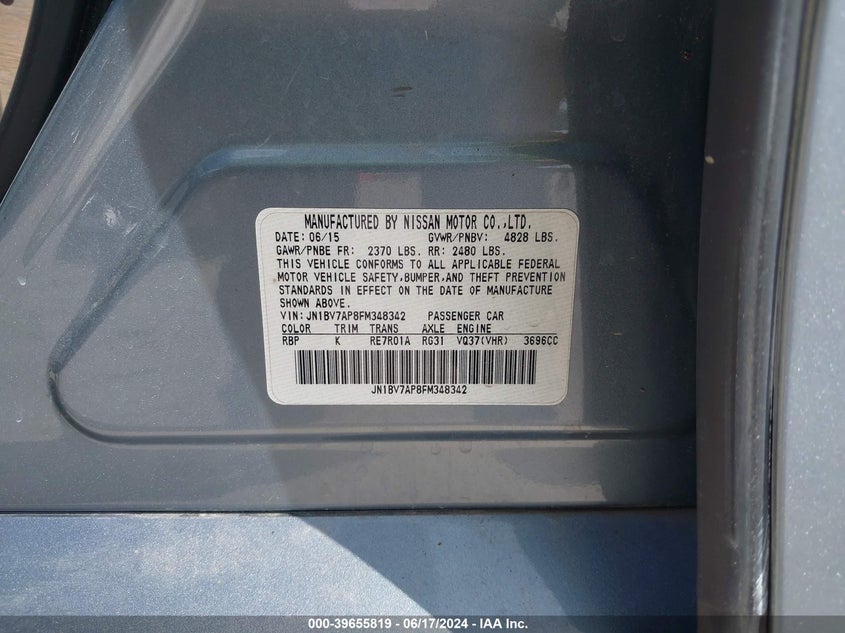 MANUFACTURED BY NISSAN MOTOR CO.,LTD.
DATE: 06/15 GVWR/PNBV: 4828 LBS.
GAWR/PNBE FR: 2370 LBS. RR: 2480 LBS.
THIS VEHICLE CONFORMS TO ALL APPLICABLE FEDERAL
MOTOR VEHICLE SAFETY,BUMPER,AND THEFT PREVENTION
STANDARDS IN EFFECT ON THE DATE OF MANUFACTURE
SHOWN ABOVE.
VIN: JN1BV7AP8FM348342 PASSENGER CAR
COLOR TRIM TRANS AXLE ENGINE
RBP K RE7R01A RG31 VQ37(VHR) 3696CC
JN1BV7AP8FM348342
000-39655819 - 06/17/2024 - IAA Inc.